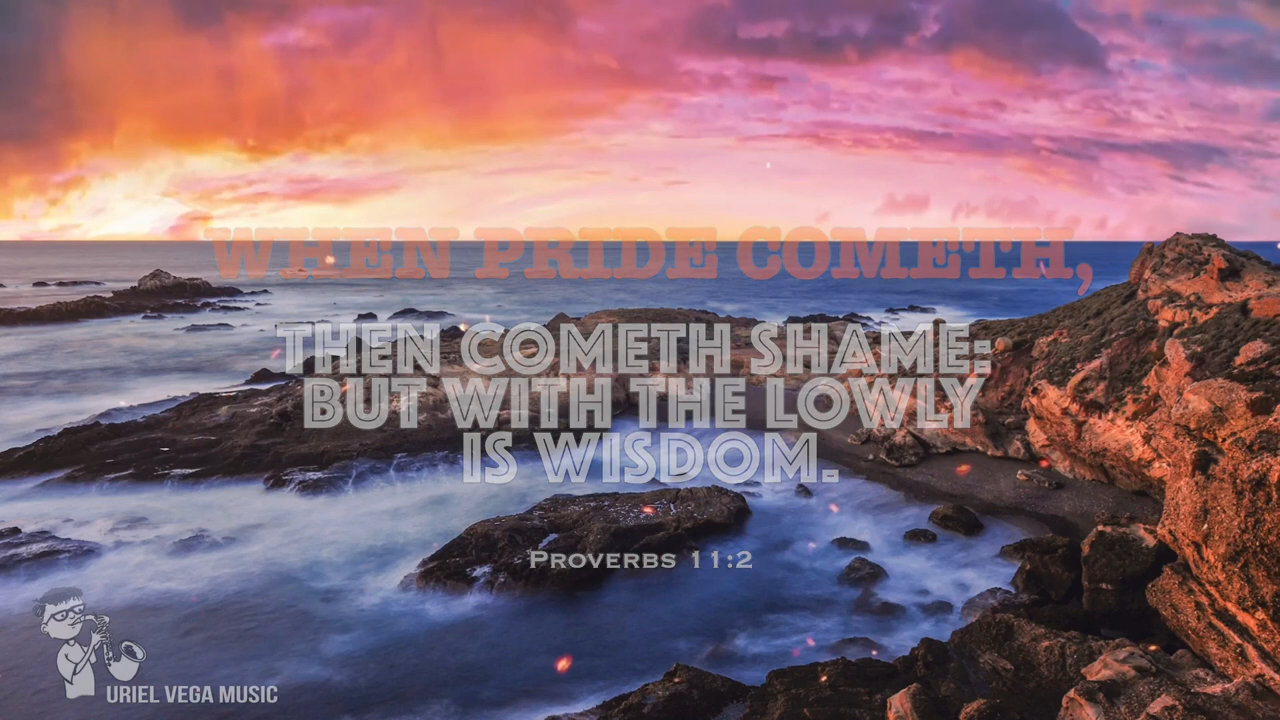 WHEN PRIDE COMETH,
THEN COMETH SHAME:
BUT WITH THE LOWLY
IS WISDOM.
PROVERBS 11:2
URIEL VEGA MUSIC